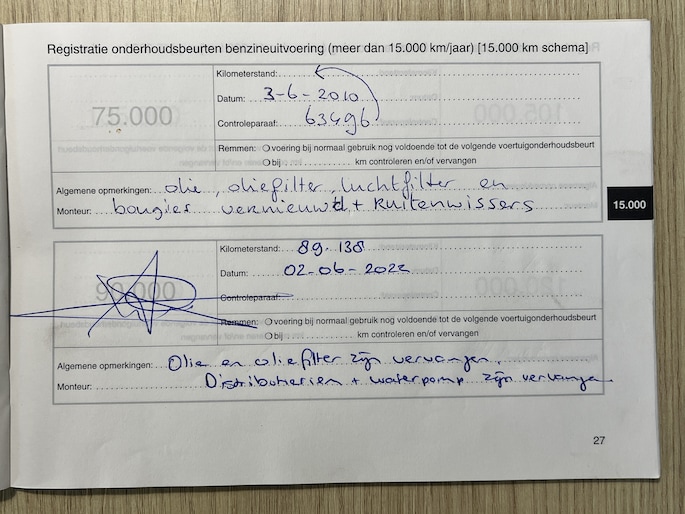 Registratie onderhoudsbeurten benzineuitvoering (meer dan 15.000 km/jaar) [15.000 km schema]
75.000
Kilometerstand:
Datum: 3-6-2010
Controleparaaf: 63496
Remmen: voering bij normaal gebruik nog voldoende tot de volgende voertuigonderhoudsbeurt
bij km controleren en/of vervangen
Algemene opmerkingen: olie, oliefilter, luchtfilter en
Monteur: bougies vernieuwd + Ruitenwissers
15.000
90.000
Kilometerstand: 89.138
Datum: 02-06-2022
Controleparaaf:
Remmen: voering bij normaal gebruik nog voldoende tot de volgende voertuigonderhoudsbeurt
bij km controleren en/of vervangen
Algemene opmerkingen: Olie en oliefilter zijn vervangen.
Monteur: Distributieriem + waterpomp zijn vervangen
27